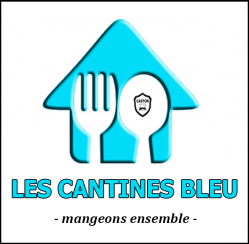 CASTOR
LES CANTINES BLEU
- mangeons ensemble -